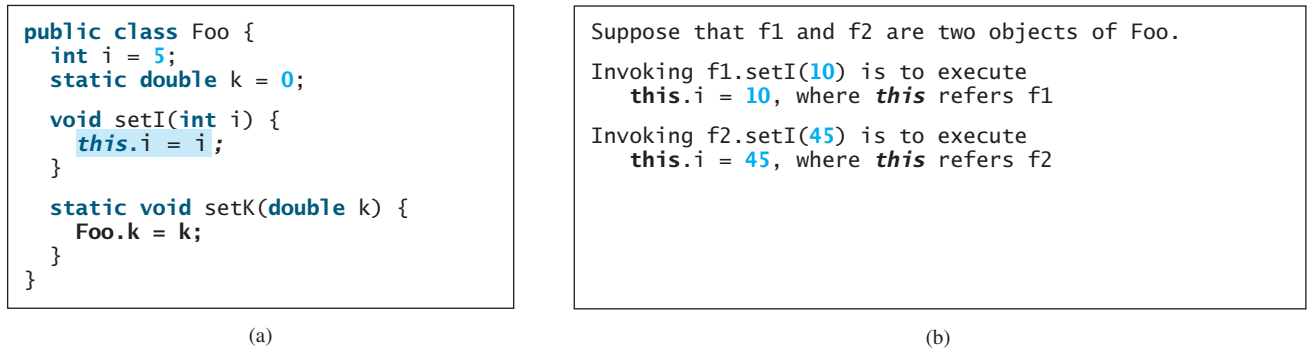 public class Foo {
int i = 5;
static double k = 0;
void setI(int i) {
this.i = i;
}
static void setK(double k) {
Foo.k = k;
}
}
(a)
Suppose that f1 and f2 are two objects of Foo.
Invoking f1.setI(10) is to execute
this.i = 10, where this refers f1
Invoking f2.setI(45) is to execute
this.i = 45, where this refers f2
(b)